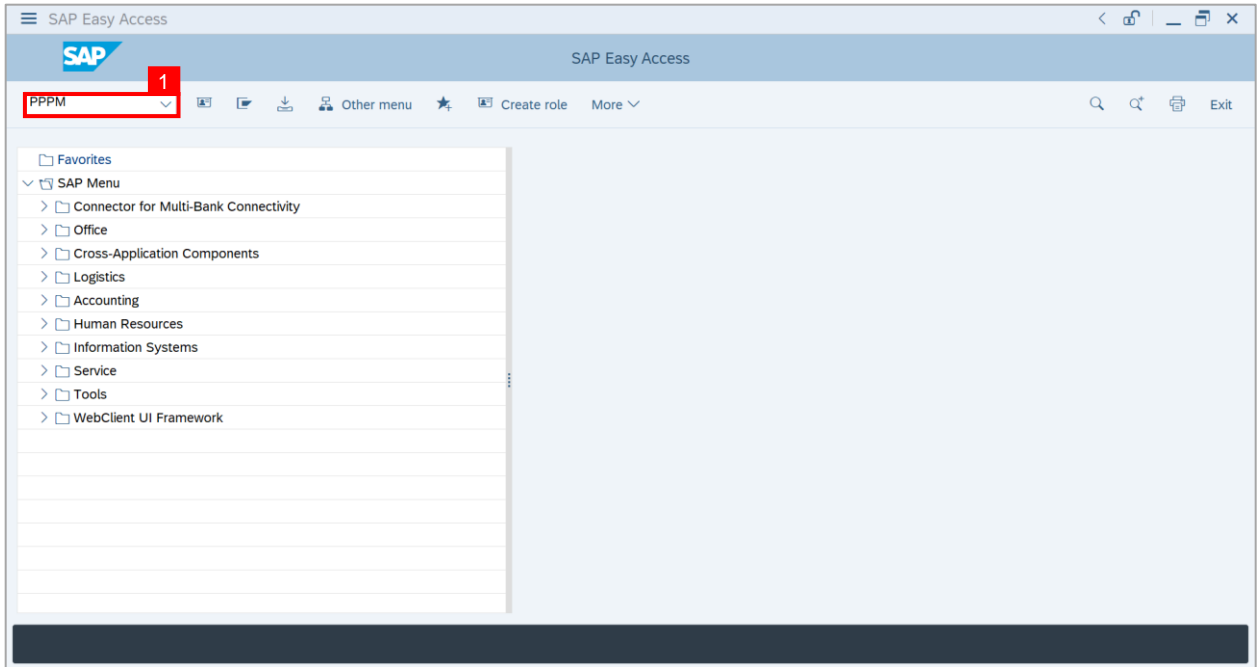 SAP Easy Access
SAP
SAP Easy Access
1
PPPM
Other menu
Create role
More
Exit
Favorites
SAP Menu
Connector for Multi-Bank Connectivity
Office
Cross-Application Components
Logistics
Accounting
Human Resources
Information Systems
Service
Tools
WebClient UI Framework